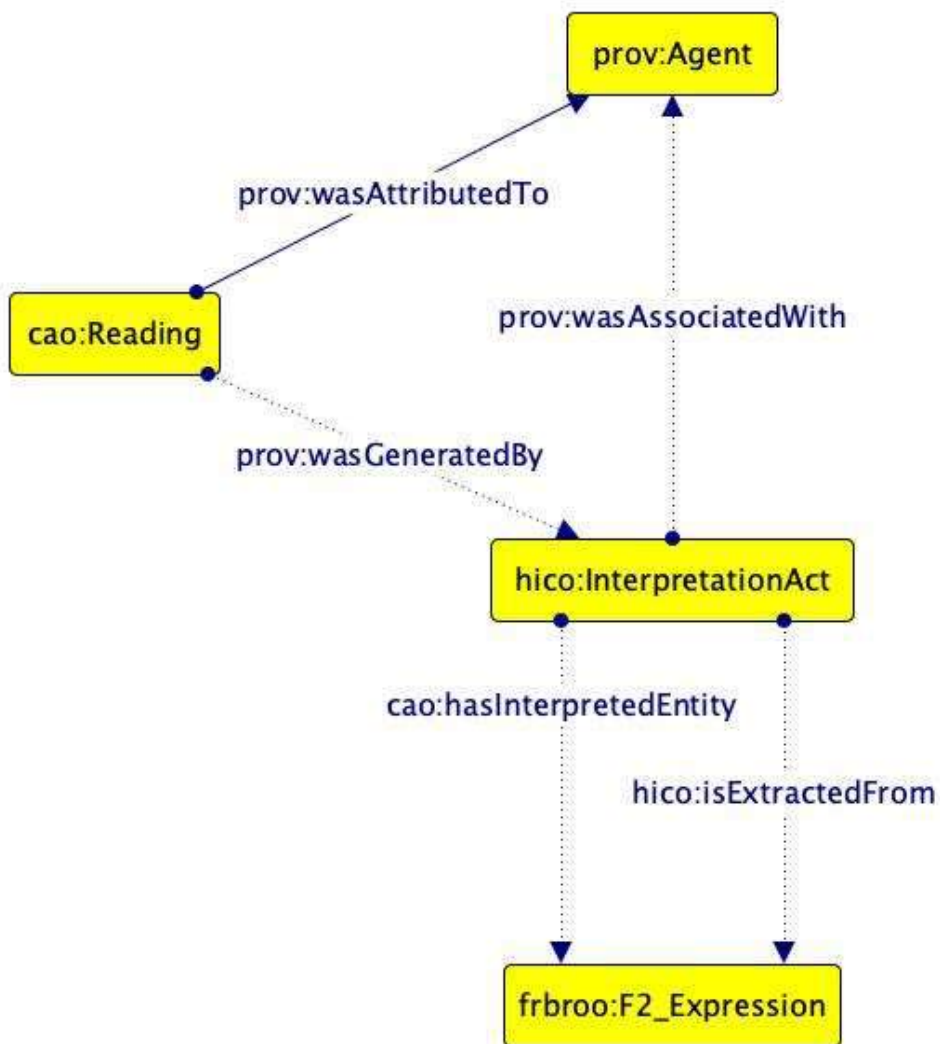 prov:Agent
prov:wasAttributedTo
cao:Reading
prov:wasAssociatedWith
prov:wasGeneratedBy
hico:InterpretationAct
cao:hasInterpretedEntity
hico:isExtractedFrom
frbroo:F2_Expression